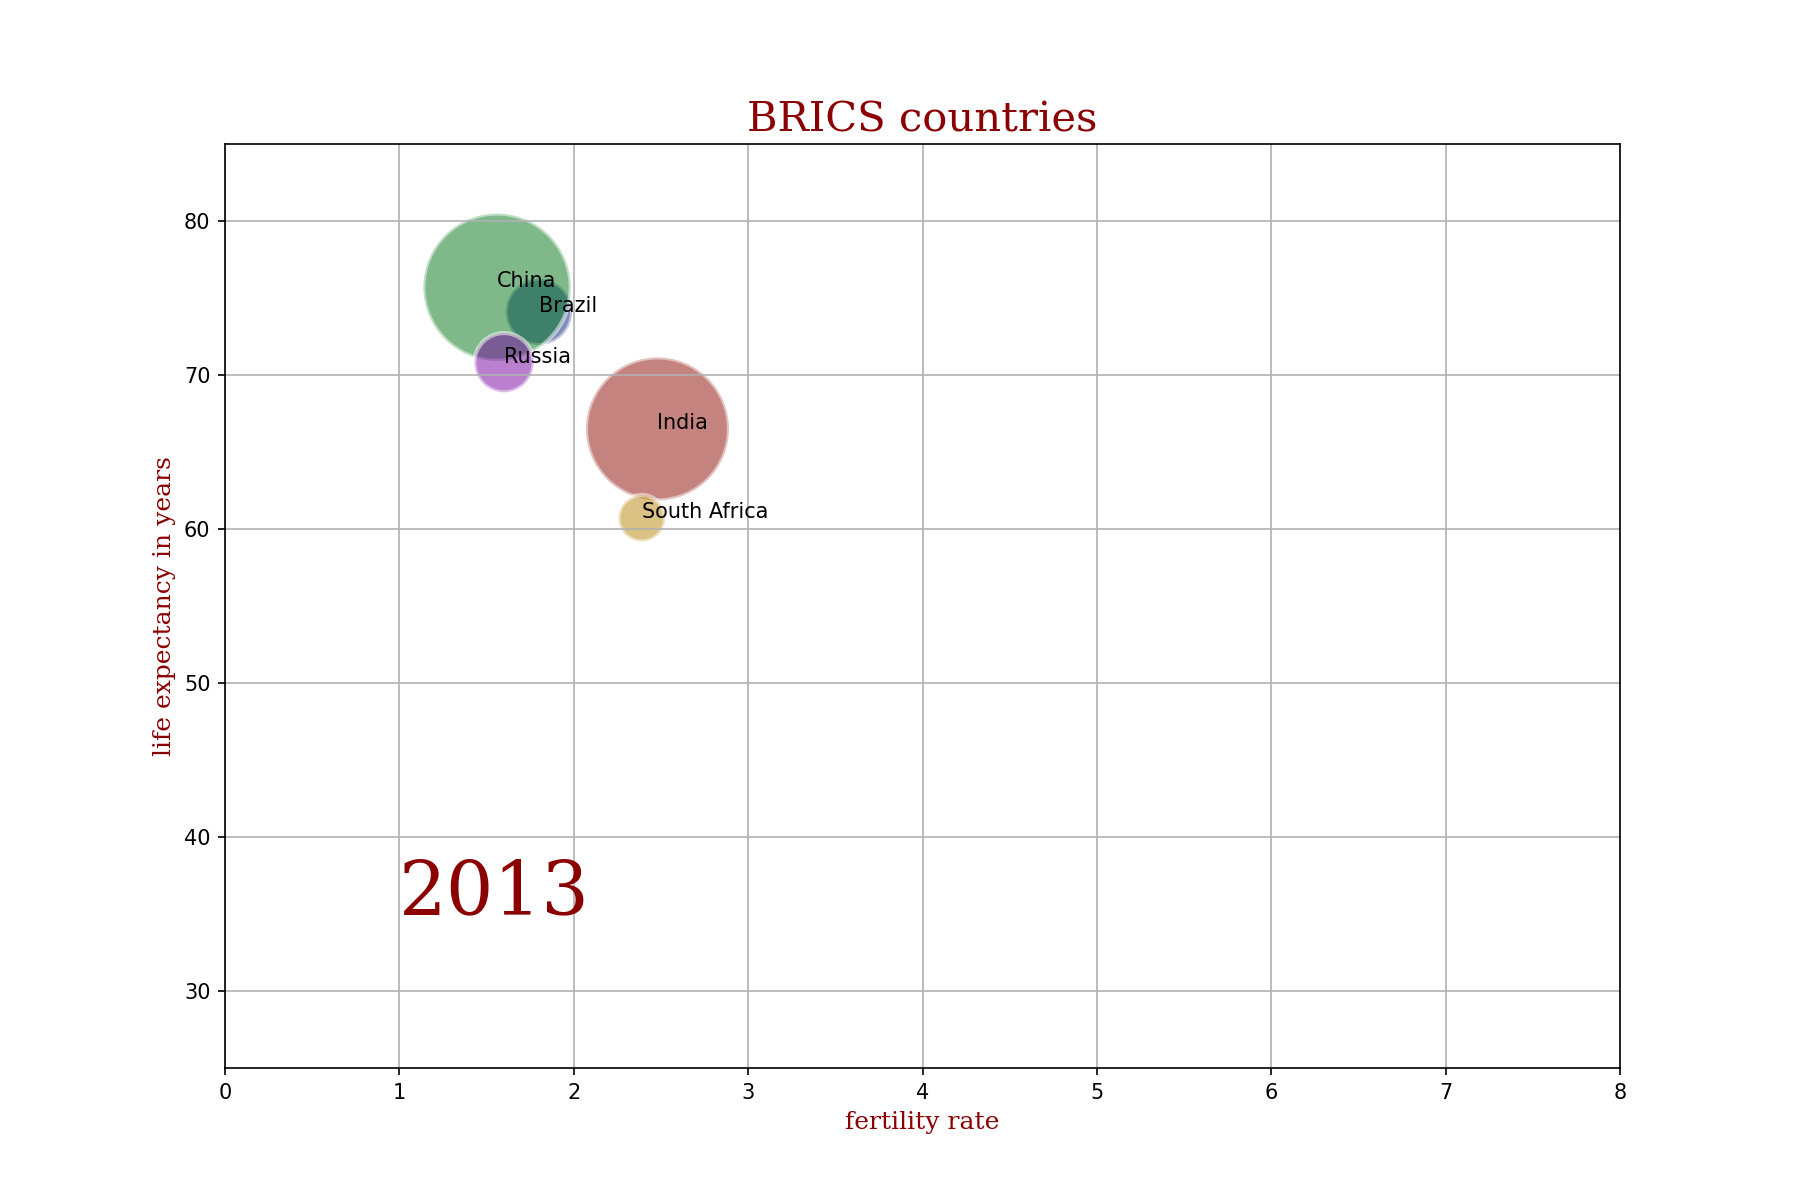 BRICS countries
80
China
Brazil
Russia
70
India
South Africa
60
life expectancy in years
50
40
2013
30
0 1 2 3 4 5 6 7 8
fertility rate